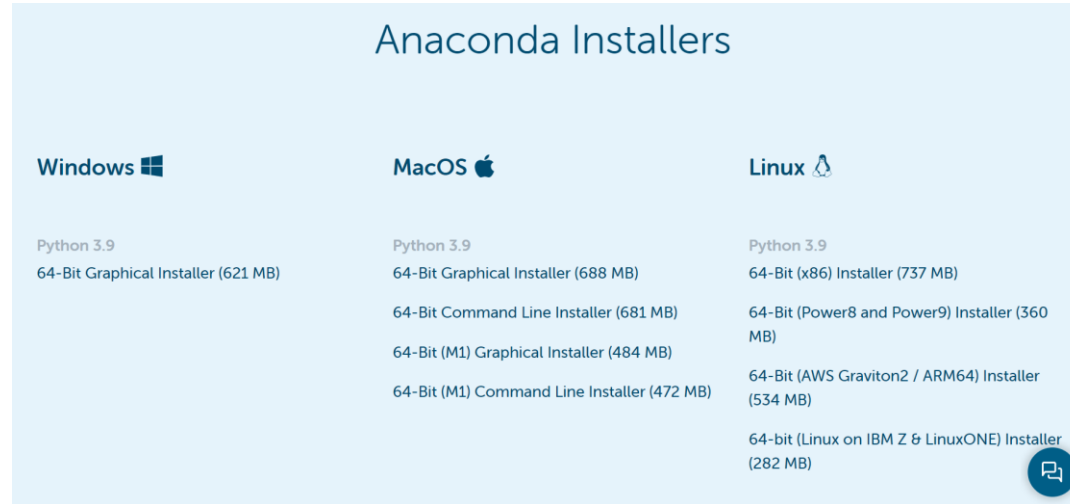 Anaconda Installers
Windows
Python 3.9
64-Bit Graphical Installer (621 MB)
MacOS
Python 3.9
64-Bit Graphical Installer (688 MB)
64-Bit Command Line Installer (681 MB)
64-Bit (M1) Graphical Installer (484 MB)
64-Bit (M1) Command Line Installer (472 MB)
Linux
Python 3.9
64-Bit (x86) Installer (737 MB)
64-Bit (Power8 and Power9) Installer (360
MB)
64-Bit (AWS Graviton2 / ARM64) Installer
(534 MB)
64-bit (Linux on IBM Z & LinuxONE) Installer
(282 MB)